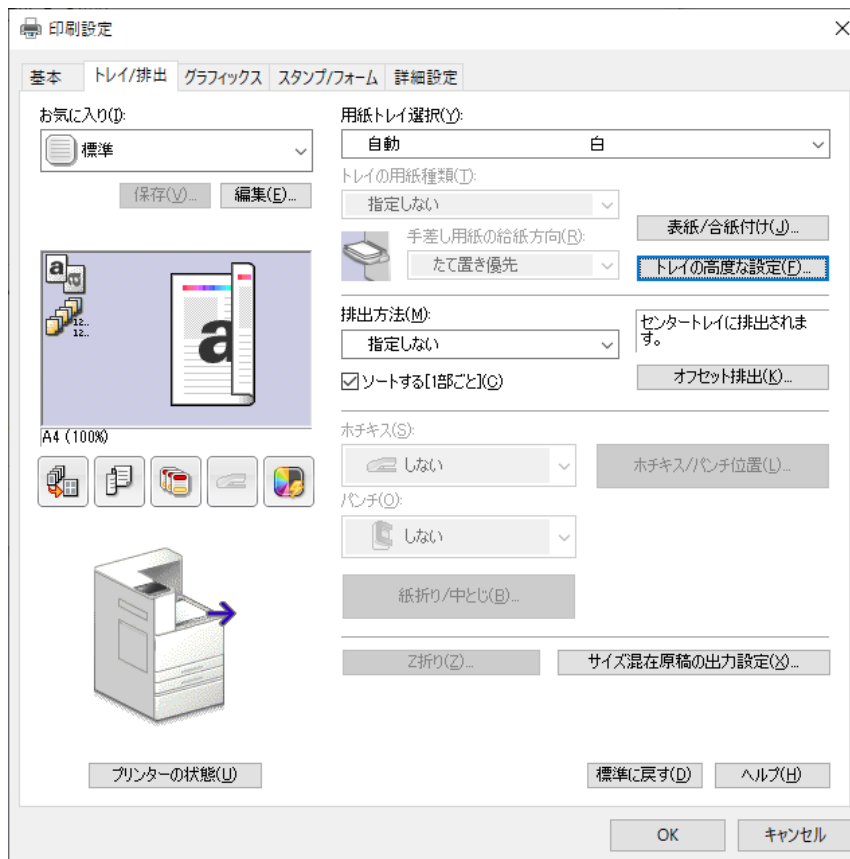 印刷設定
基本 トレイ/排出 グラフィックス スタンプ/フォーム 詳細設定
お気に入り(I):
標準
保存(V)... 編集(E)...
a
a
12..
12..
a
A4 (100%)
プリンターの状態(U)
用紙トレイ選択(Y):
自動 白
トレイの用紙種類(T):
指定しない
手差し用紙の給紙方向(R):
たて置き優先
表紙/合紙付け(J)...
トレイの高度な設定(F)...
排出方法(M):
指定しない
センタートレイに排出されま
す。
ソートする[1部ごと](C)
オフセット排出(K)...
ホチキス(S):
しない
ホチキス/パンチ位置(L)...
パンチ(O):
しない
紙折り/中とじ(B)...
Z折り(Z)... サイズ混在原稿の出力設定(X)...
標準に戻す(D) ヘルプ(H)
OK キャンセル